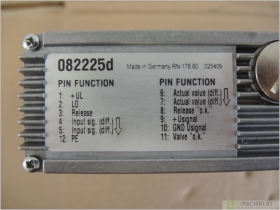 082225d
Made in Germany R/N 178.80 025409
PIN FUNCTION
1: +UL
2: L0
3: Release
4: Input sig. (diff.)
5: Input sig. (diff.)
12: PE
PIN FUNCTION
6: Actual value (diff.)
7: Actual value (diff.)
8: Release "o.k."
9: +Usignal
10: GND Usignal
11: Valve "o.k."
MACHINEDT